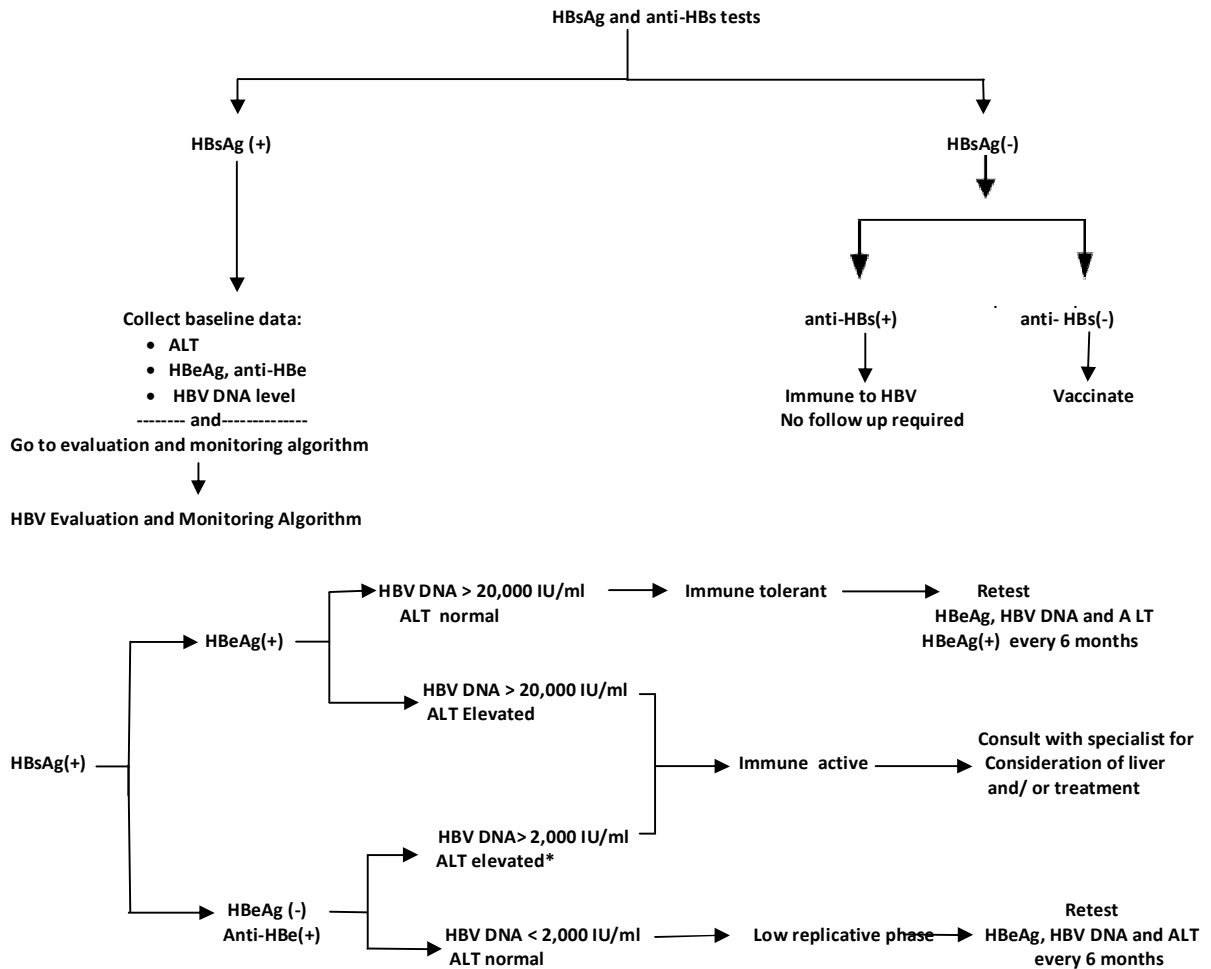 HBsAg and anti-HBs tests
HBsAg (+)
HBsAg(-)
Collect baseline data:
• ALT
• HBeAg, anti-HBe
• HBV DNA level
-------- and--------------
Go to evaluation and monitoring algorithm
anti-HBs(+)
anti- HBs(-)
Immune to HBV
No follow up required
Vaccinate
HBV Evaluation and Monitoring Algorithm
HBsAg(+)
HBeAg(+)
HBV DNA > 20,000 IU/ml
ALT normal
Immune tolerant
Retest
HBeAg, HBV DNA and A LT
HBeAg(+) every 6 months
HBV DNA > 20,000 IU/ml
ALT Elevated
Immune active
Consult with specialist for
Consideration of liver
and/ or treatment
HBV DNA> 2,000 IU/ml
ALT elevated*
HBeAg (-)
Anti-HBe(+)
HBV DNA < 2,000 IU/ml
ALT normal
Low replicative phase
Retest
HBeAg, HBV DNA and ALT
every 6 months